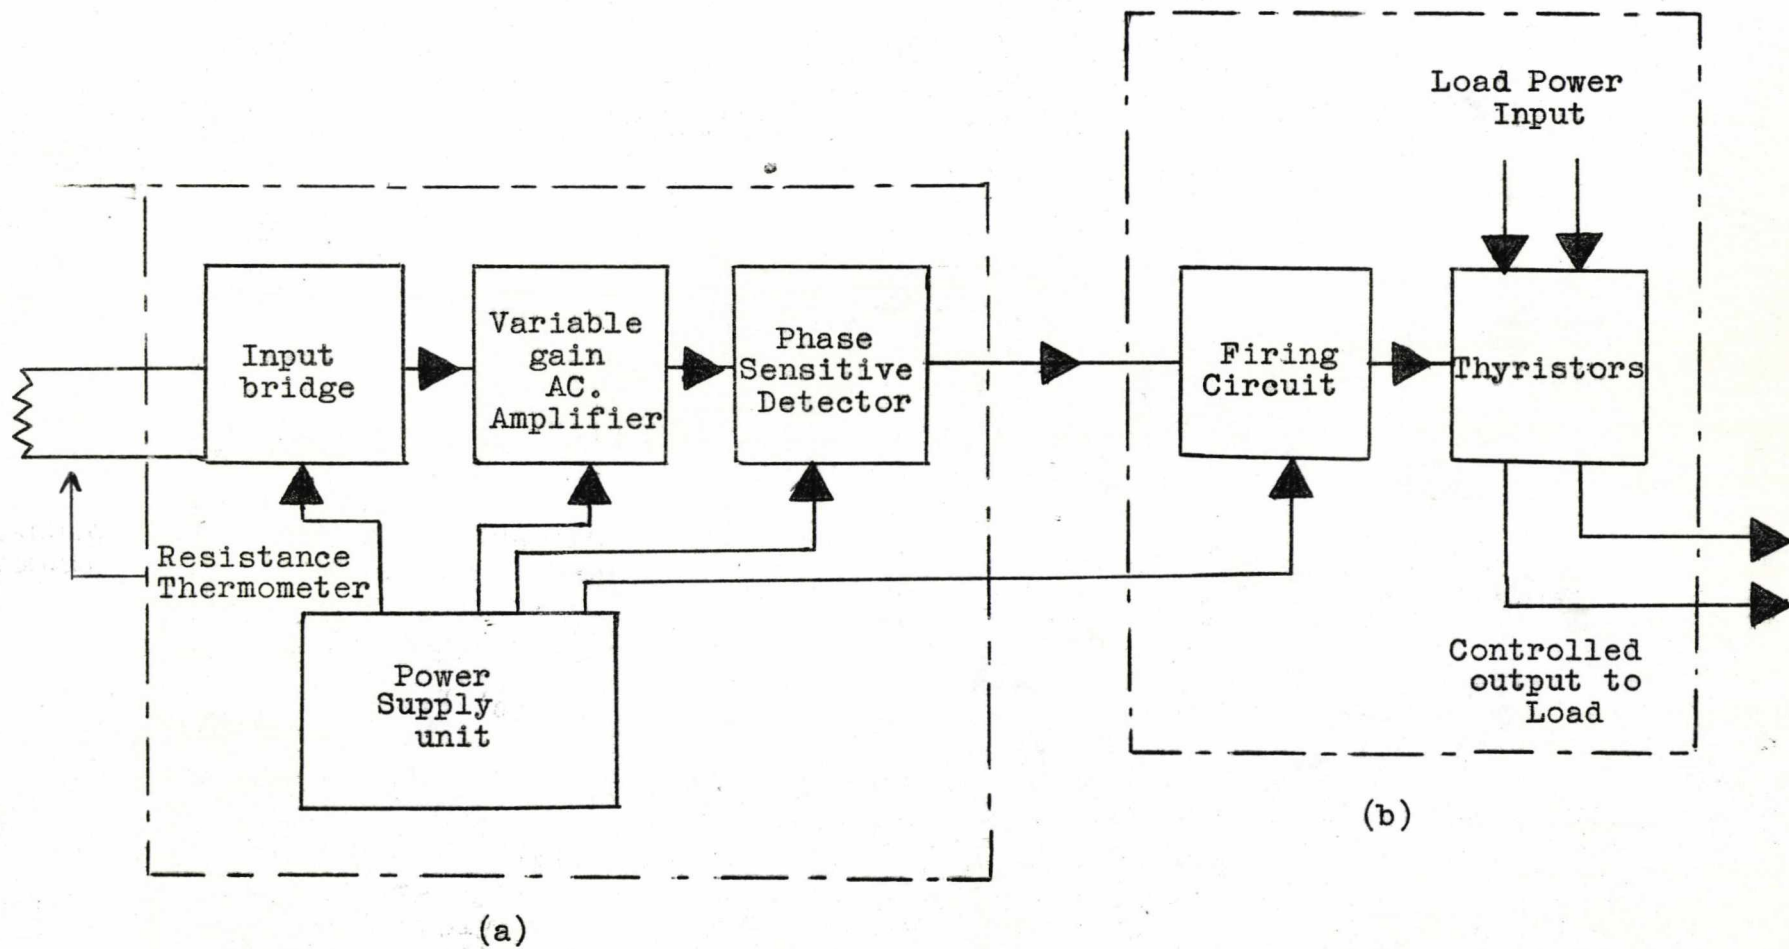 Load Power
Input
Input
bridge
Variable
gain
AC.
Amplifier
Phase
Sensitive
Detector
Firing
Circuit
Thyristors
Resistance
Thermometer
Power
Supply
unit
Controlled
output to
Load
(a)
(b)